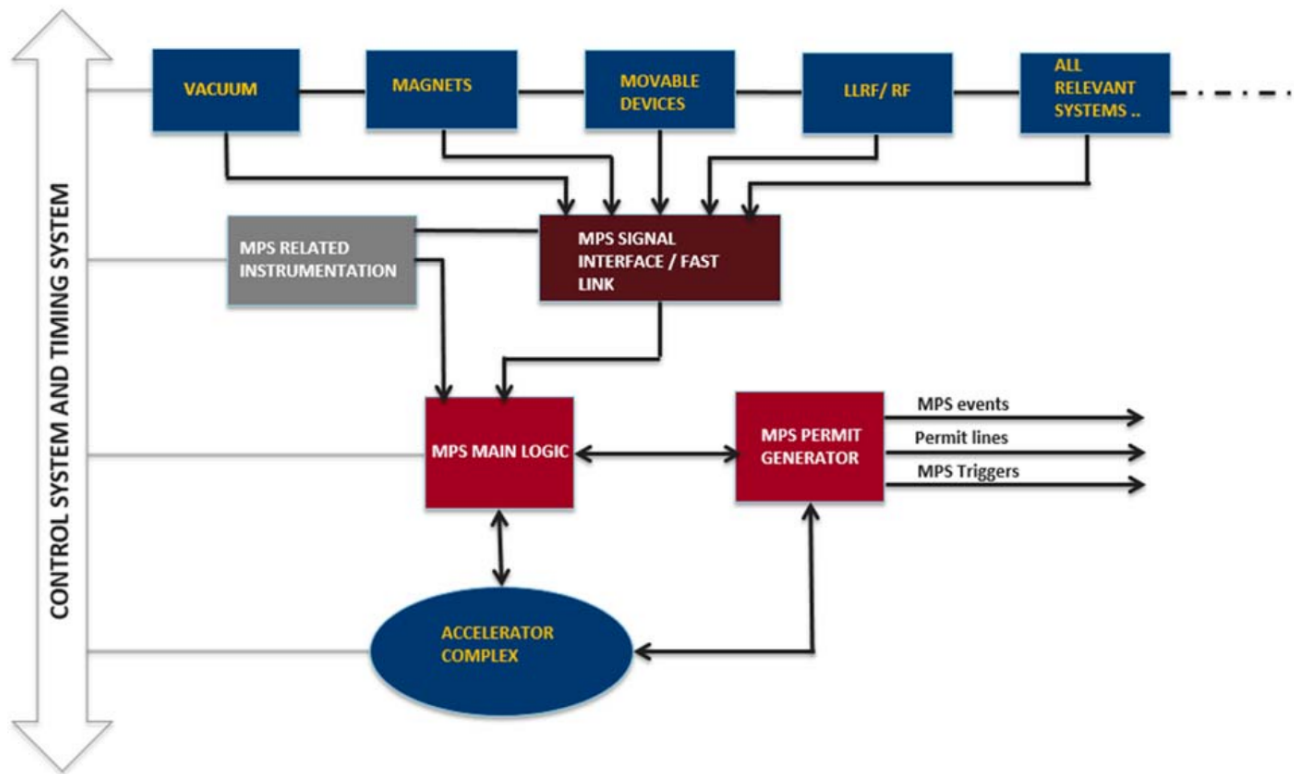 CONTROL SYSTEM AND TIMING SYSTEM
VACUUM
MAGNETS
MOVABLE
DEVICES
LLRF/ RF
ALL
RELEVANT
SYSTEMS ..
MPS RELATED
INSTRUMENTATION
MPS SIGNAL
INTERFACE / FAST
LINK
MPS MAIN LOGIC
MPS PERMIT
GENERATOR
MPS events
Permit lines
MPS Triggers
ACCELERATOR
COMPLEX